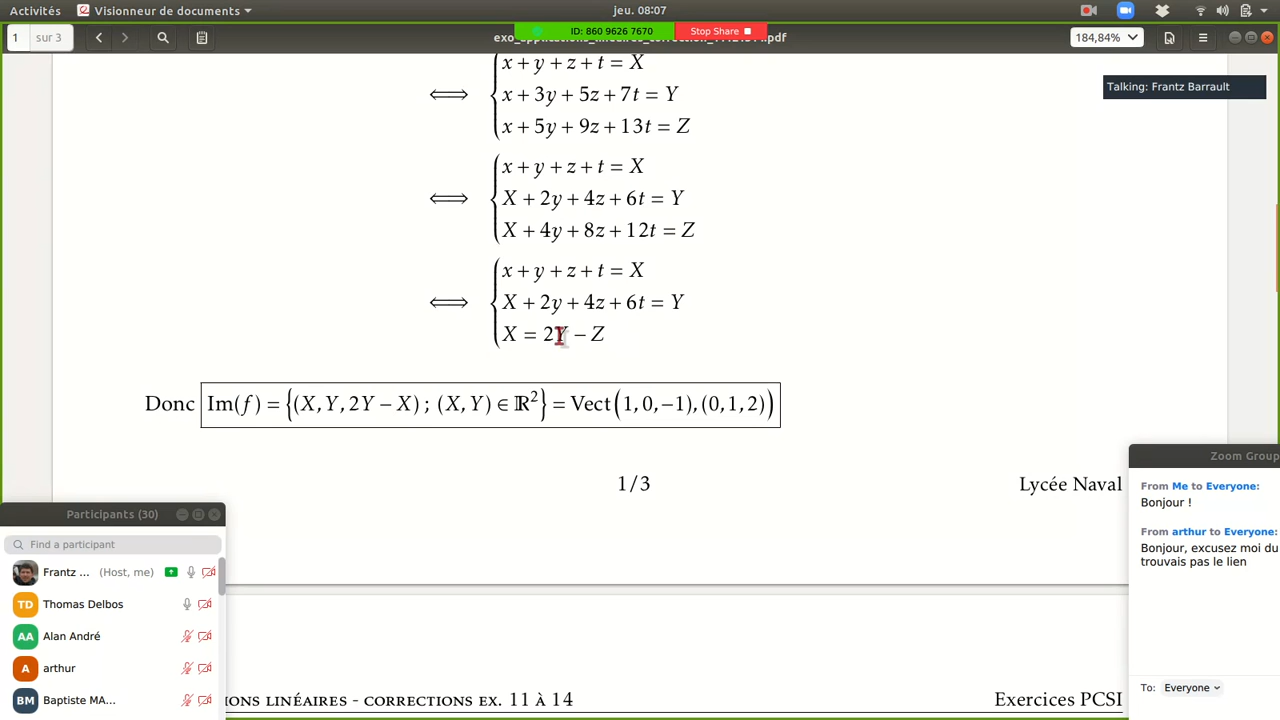 Activités Visionneur de documents jeu. 08:07
1 sur 3 ID: 860 9626 7670 Stop Share 184,84%
Talking: Frantz Barrault
x + y + z + t = X
⟺ x + 3y + 5z + 7t = Y
x + 5y + 9z + 13t = Z
x + y + z + t = X
⟺ X + 2y + 4z + 6t = Y
X + 4y + 8z + 12t = Z
x + y + z + t = X
⟺ X + 2y + 4z + 6t = Y
X = 2Y − Z
Donc Im(f) = {(X, Y, 2Y − X) ; (X, Y) ∈ ℝ²} = Vect(1, 0, −1), (0, 1, 2))
1/3 Lycée Naval
Zoom Group
From Me to Everyone:
Bonjour !
From arthur to Everyone:
Bonjour, excusez moi du
trouvais pas le lien
To: Everyone
Participants (30)
Find a participant
Frantz ... (Host, me)
TD Thomas Delbos
AA Alan André
A arthur
BM Baptiste MA...
IONS LINÉAIRES - CORRECTIONS EX. 11 À 14 Exercices PCSI